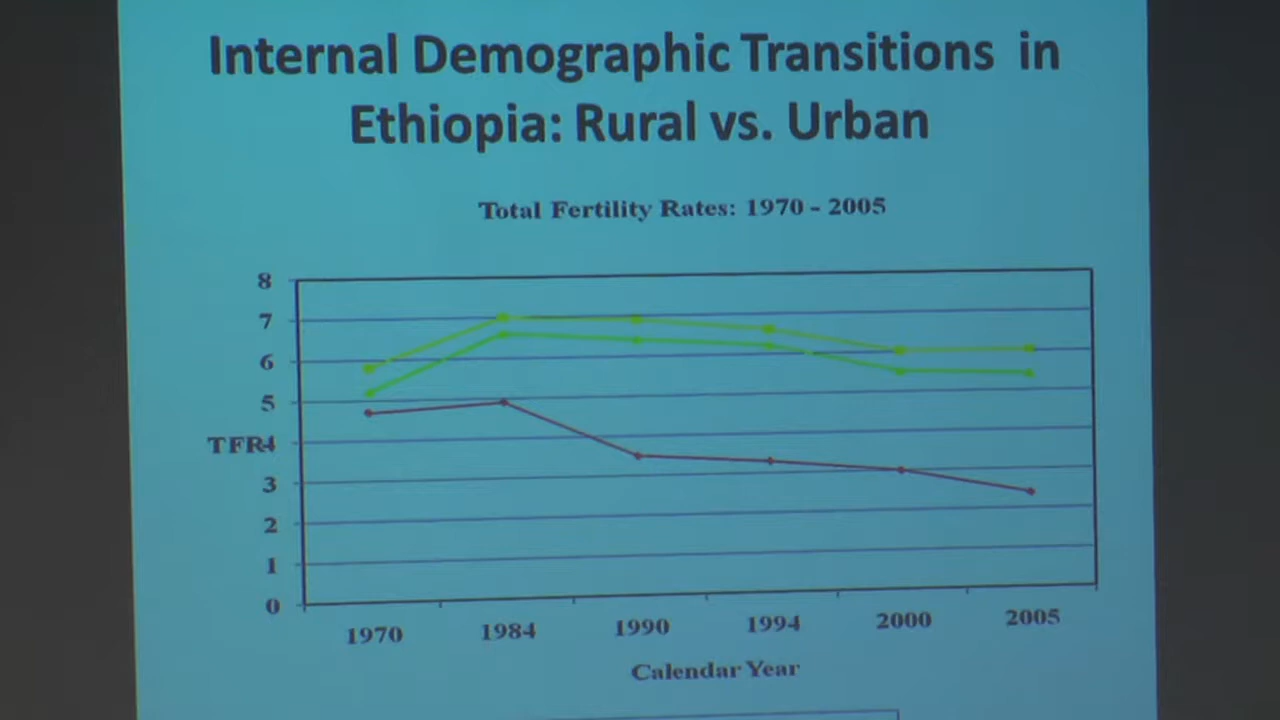 Internal Demographic Transitions in
Ethiopia: Rural vs. Urban
Total Fertility Rates: 1970 - 2005
8
7
6
5
TFR4
3
2
1
0
1970 1984 1990 1994 2000 2005
Calendar Year